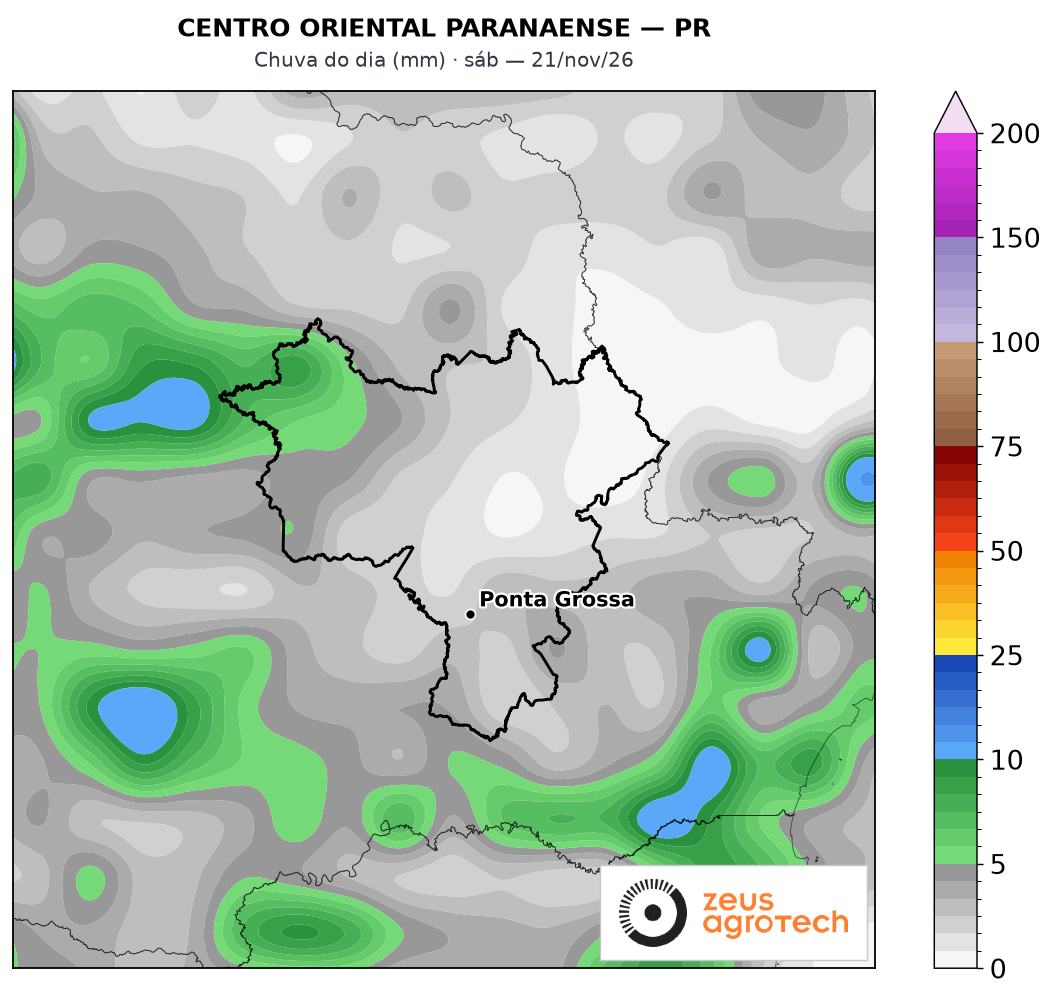 CENTRO ORIENTAL PARANAENSE — PR
Chuva do dia (mm) · sáb — 21/nov/26
200
150
100
75
50
25
10
5
0
Ponta Grossa
zeus
agrotech